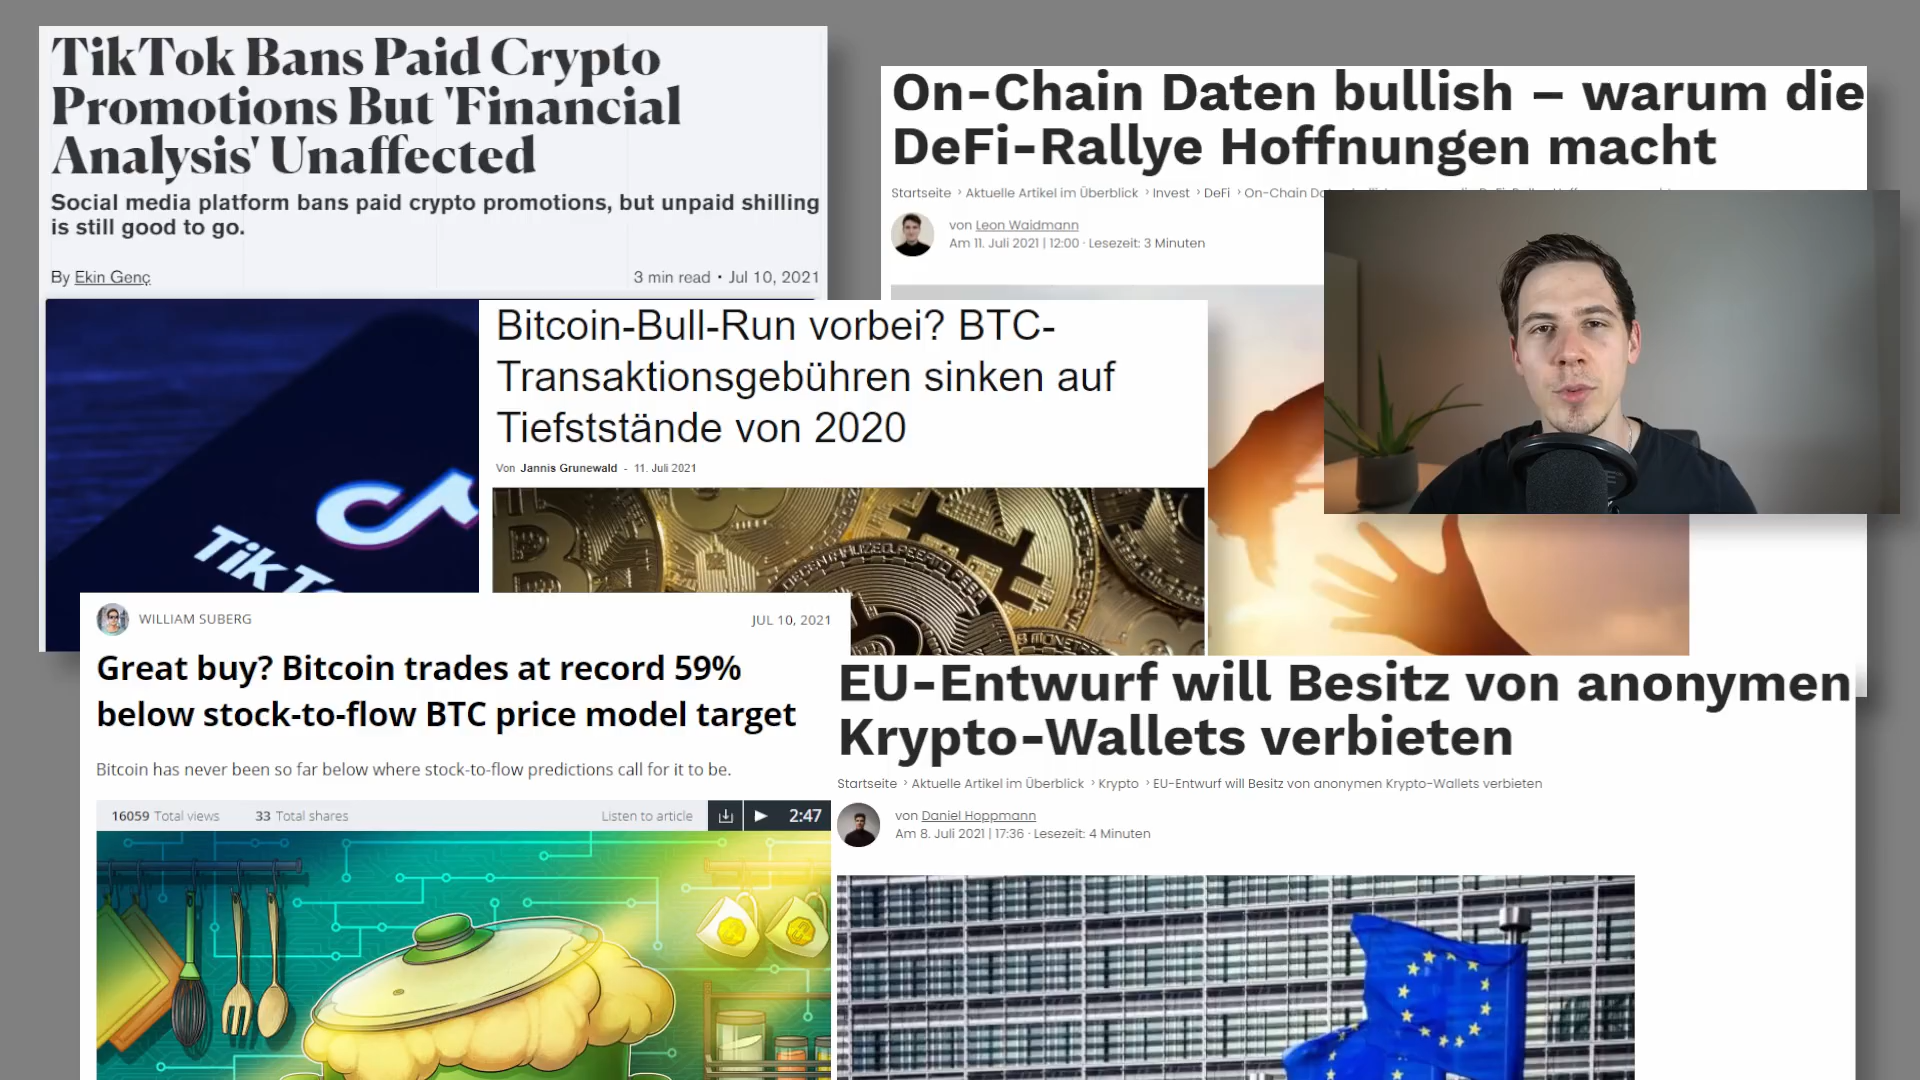 TikTok Bans Paid Crypto
Promotions But 'Financial
Analysis' Unaffected
Social media platform bans paid crypto promotions, but unpaid shilling
is still good to go.
By Ekin Genç
3 min read • Jul 10, 2021
TikTo
On-Chain Daten bullish – warum die
DeFi-Rallye Hoffnungen macht
Startseite › Aktuelle Artikel im Überblick › Invest › DeFi › On-Chain Da
von Leon Waidmann
Am 11. Juli 2021 | 12:00 · Lesezeit: 3 Minuten
Bitcoin-Bull-Run vorbei? BTC-
Transaktionsgebühren sinken auf
Tiefststände von 2020
Von Jannis Grunewald - 11. Juli 2021
WILLIAM SUBERG
JUL 10, 2021
Great buy? Bitcoin trades at record 59%
below stock-to-flow BTC price model target
Bitcoin has never been so far below where stock-to-flow predictions call for it to be.
16059 Total views 33 Total shares
Listen to article 2:47
EU-Entwurf will Besitz von anonymen
Krypto-Wallets verbieten
Startseite › Aktuelle Artikel im Überblick › Krypto › EU-Entwurf will Besitz von anonymen Krypto-Wallets verbieten
von Daniel Hoppmann
Am 8. Juli 2021 | 17:36 · Lesezeit: 4 Minuten